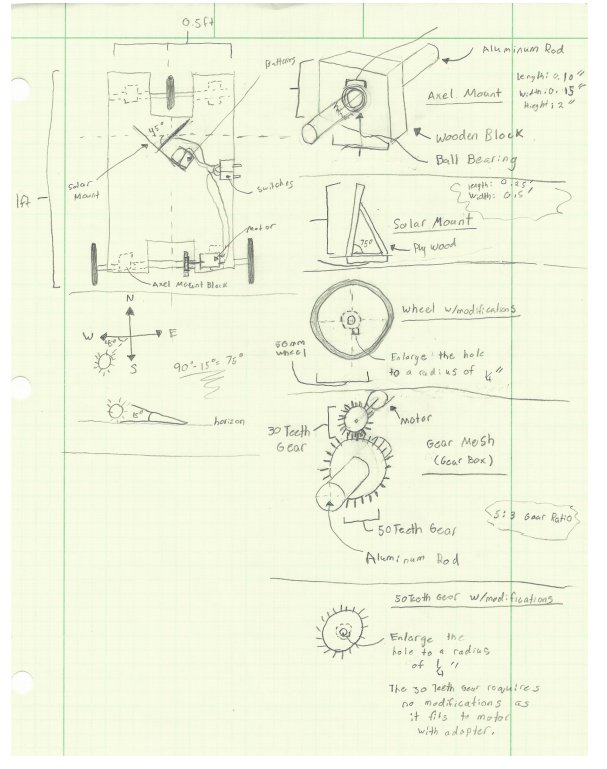 0.5ft
Batteries
45°
Solar
Mount
Switches
1ft
Motor
Axel Mount Block
N
W
E
S
45°
90°-15°= 75°
15°
horizon
Aluminum Rod
length: 0.10"
Width: 0.15"
Height: 2"
Axel Mount
Wooden Block
Ball Bearing
length: 0.25'
Width: 0.5'
Solar Mount
75°
Ply wood
Wheel w/modifications
50mm
wheel
Enlarge the hole
to a radius of 1/4"
Motor
30 Teeth
Gear
Gear Mesh
(Gear Box)
5:3 Gear Ratio
50 Teeth Gear
Aluminum Rod
50 Teeth Gear w/modifications
Enlarge the
hole to a radius
of 1/4"
The 30 Teeth Gear requires
no modifications as
it fits to motor
with adapter.